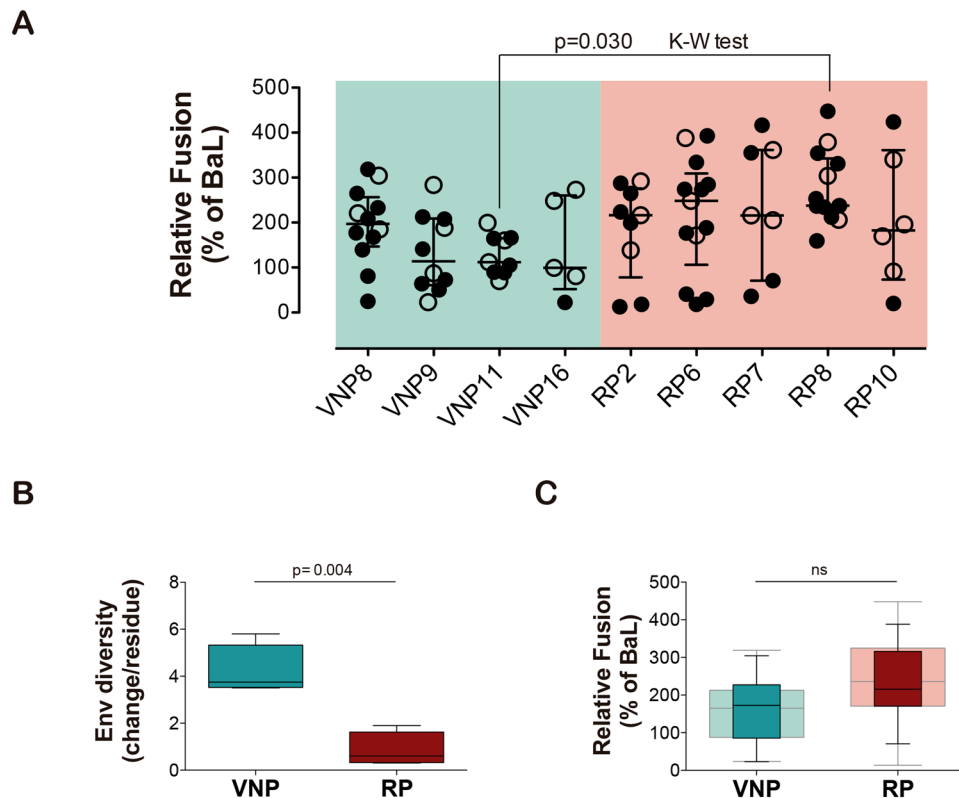 A
p=0.030 K-W test
Relative Fusion
(% of BaL)
500
400
300
200
100
0
VNP8
VNP9
VNP11
VNP16
RP2
RP6
RP7
RP8
RP10
B
p= 0.004
Env diversity
(change/residue)
8
6
4
2
0
VNP
RP
C
ns
Relative Fusion
(% of BaL)
500
400
300
200
100
0
VNP
RP